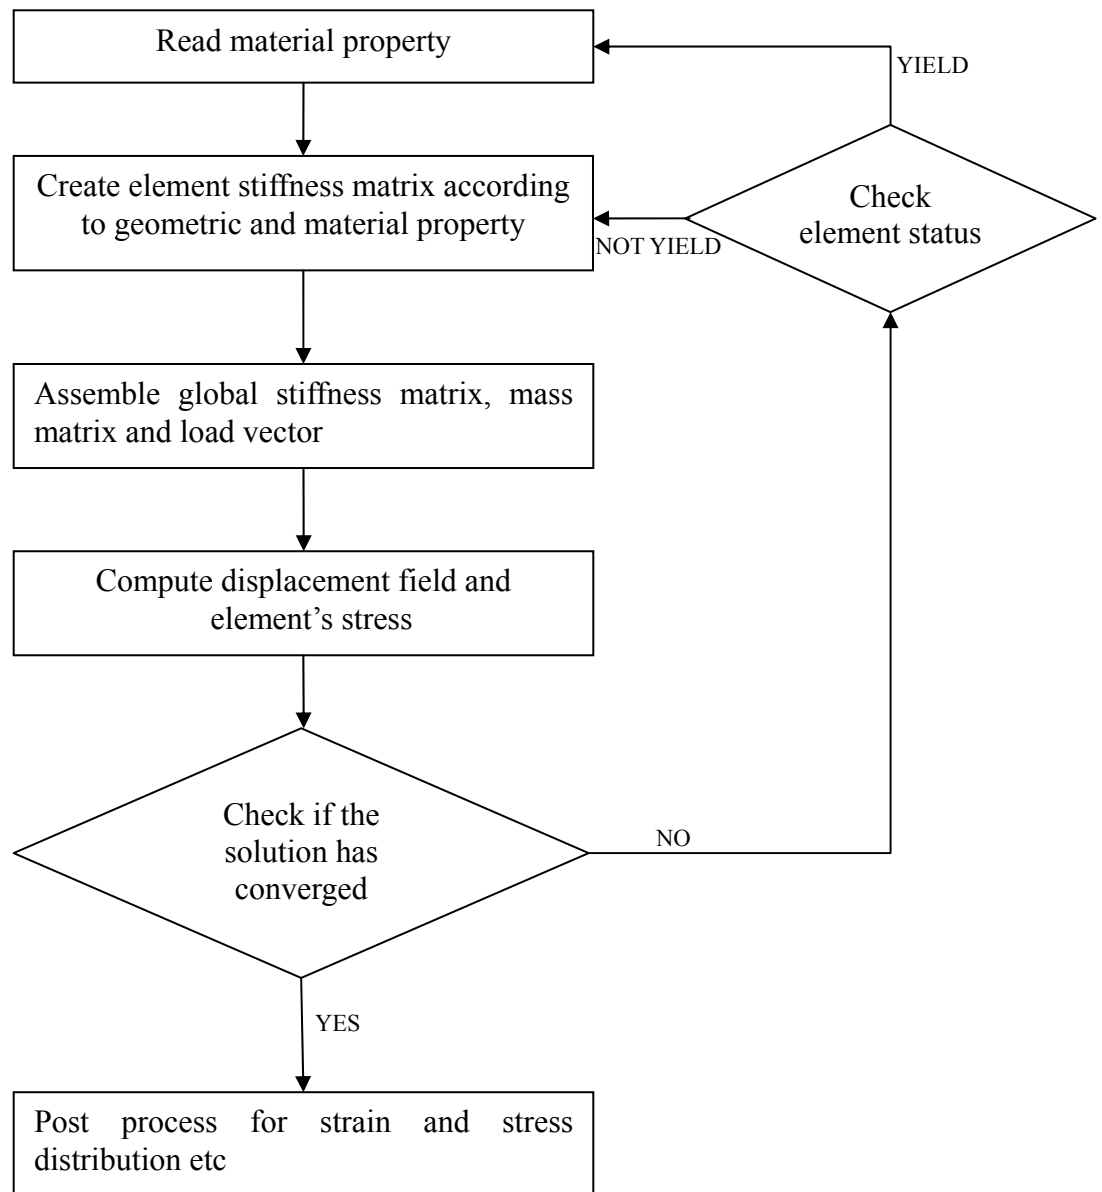 Read material property
YIELD
Create element stiffness matrix according
to geometric and material property
Check
element status
NOT YIELD
Assemble global stiffness matrix, mass
matrix and load vector
Compute displacement field and
element’s stress
Check if the
solution has
converged
NO
YES
Post process for strain and stress
distribution etc